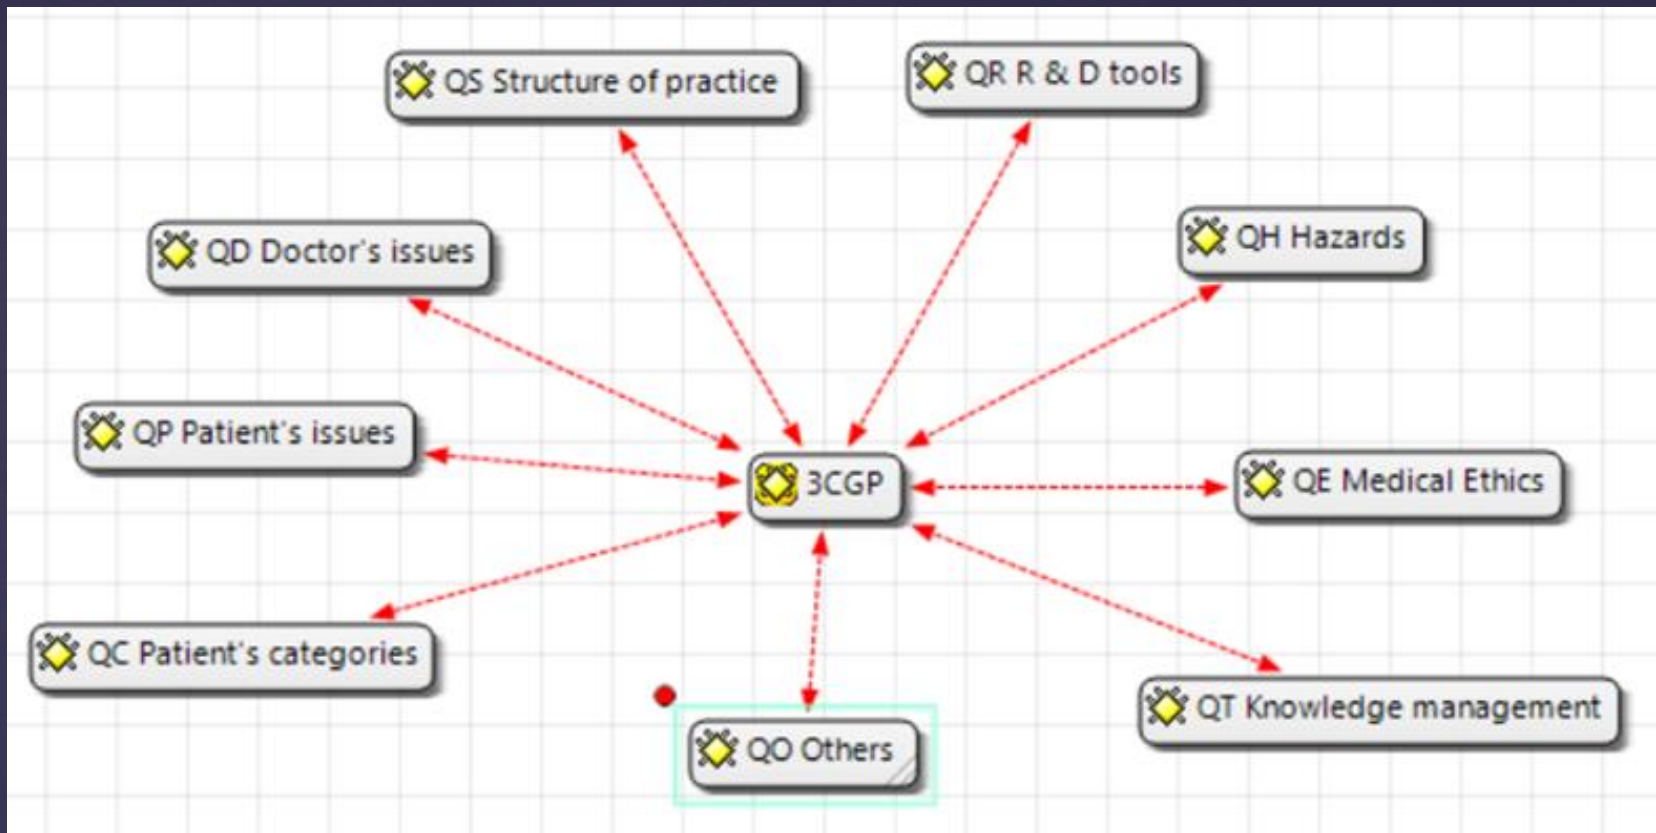 QS Structure of practice
QR R & D tools
QD Doctor's issues
QH Hazards
QP Patient's issues
3CGP
QE Medical Ethics
QC Patient's categories
QT Knowledge management
QO Others